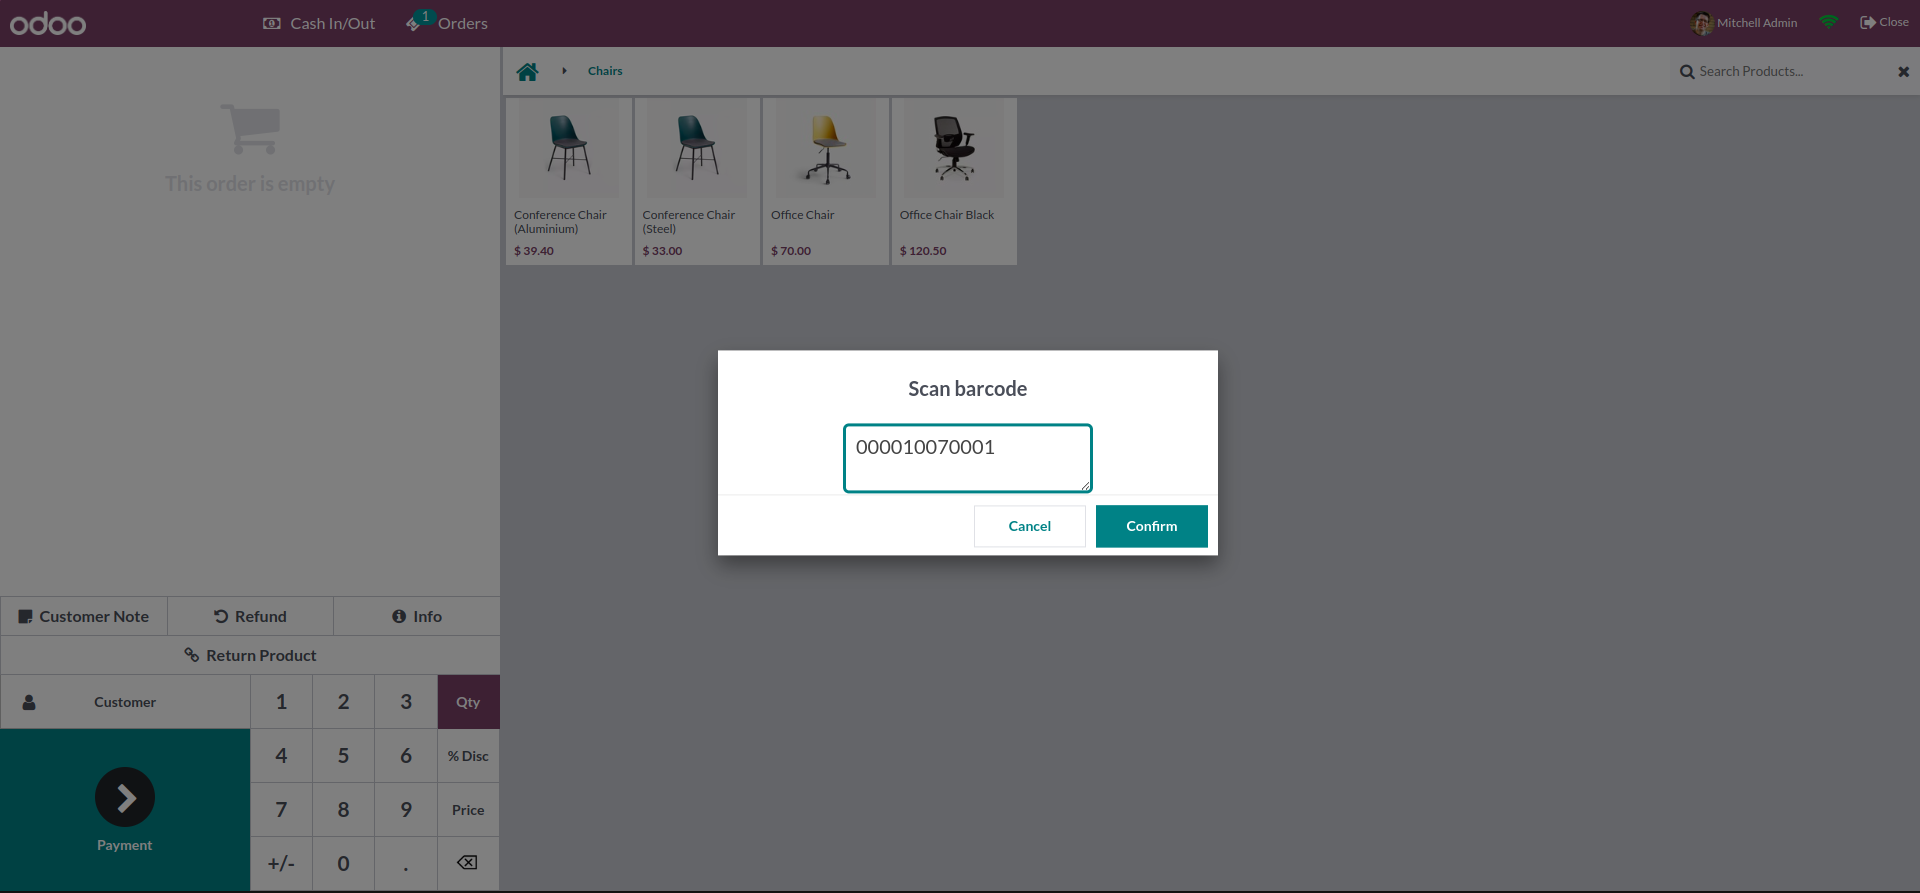 odoo
Cash In/Out
1
Orders
Mitchell Admin
Close
Chairs
Search Products...
This order is empty
Conference Chair
(Aluminium)
$ 39.40
Conference Chair
(Steel)
$ 33.00
Office Chair
$ 70.00
Office Chair Black
$ 120.50
Scan barcode
000010070001
Cancel
Confirm
Customer Note
Refund
Info
Return Product
Customer
1
2
3
Qty
4
5
6
% Disc
Payment
7
8
9
Price
+/-
0
.